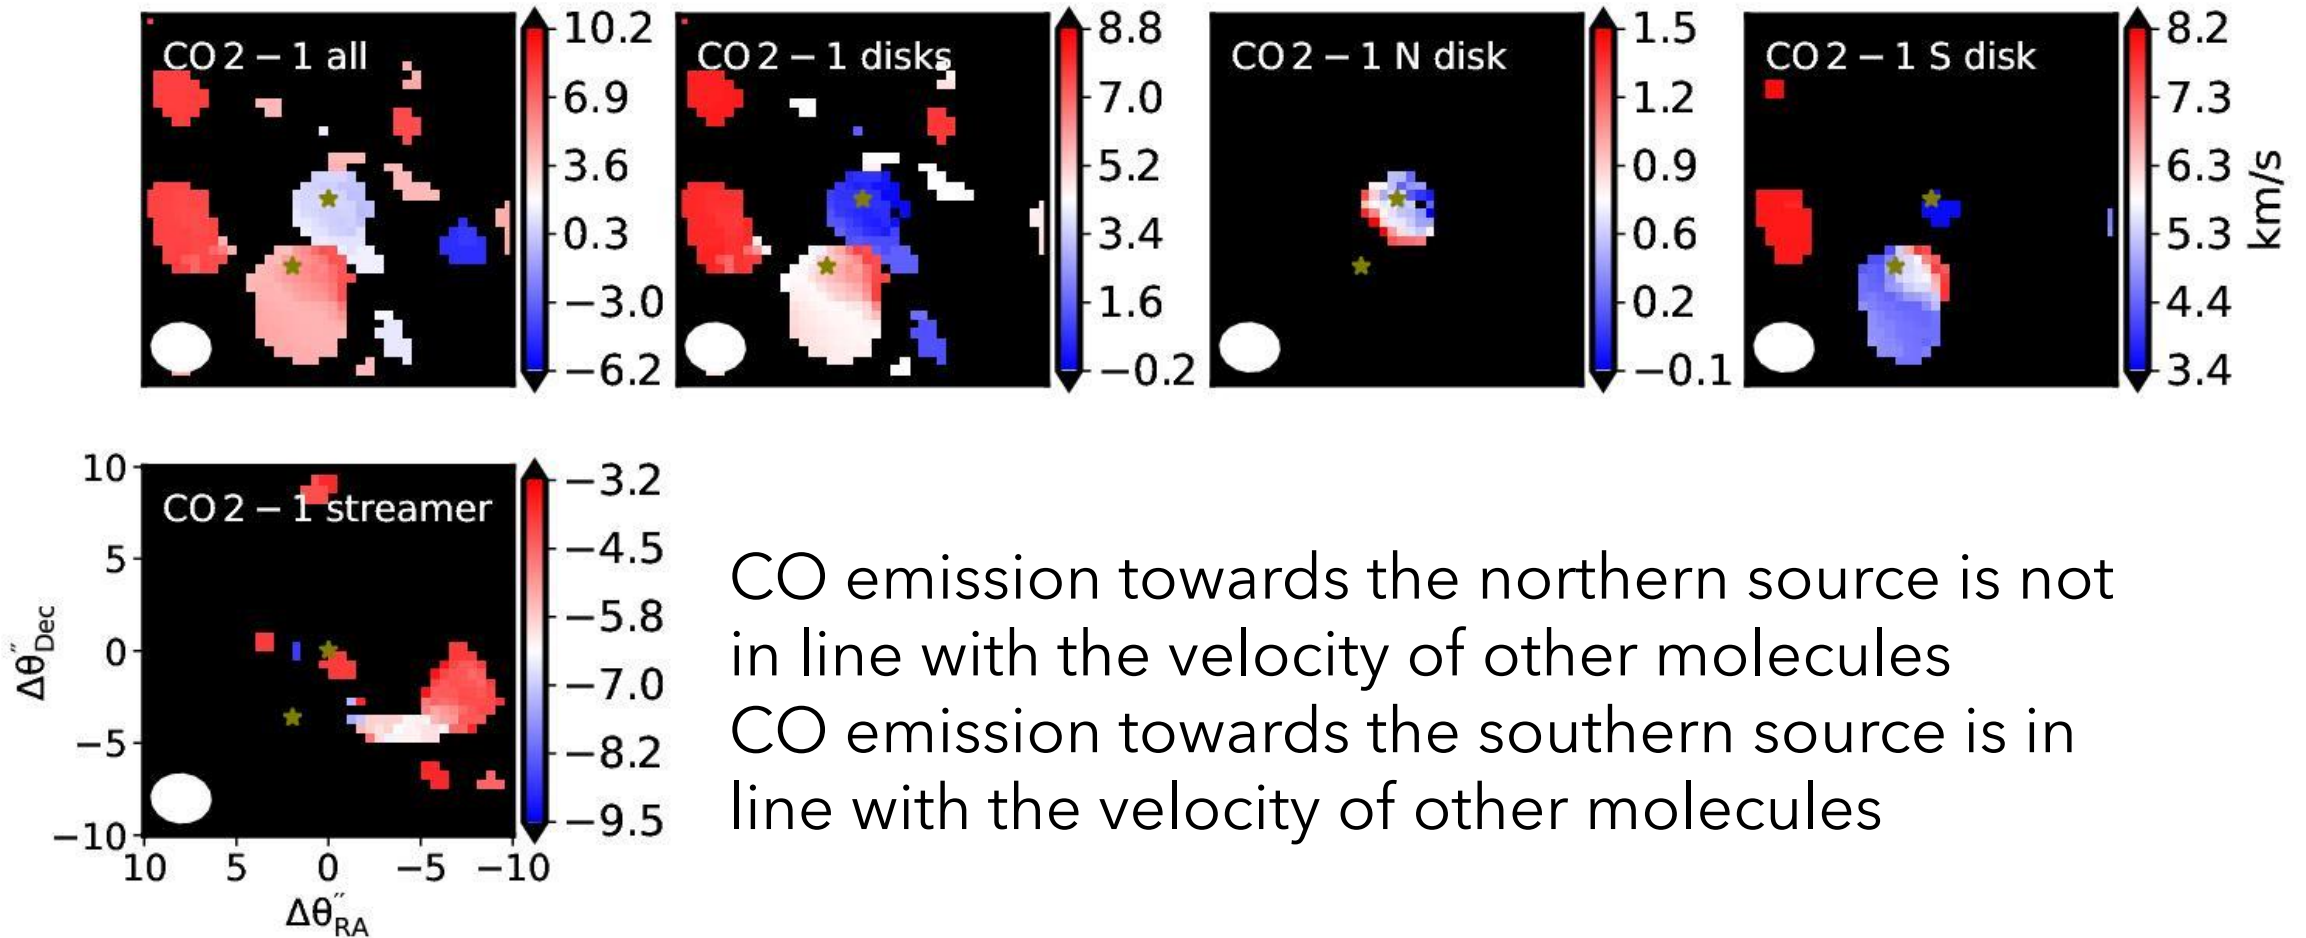 CO 2 − 1 all
10.2
6.9
3.6
0.3
−3.0
−6.2
CO 2 − 1 disks
8.8
7.0
5.2
3.4
1.6
−0.2
CO 2 − 1 N disk
1.5
1.2
0.9
0.6
0.2
−0.1
CO 2 − 1 S disk
8.2
7.3
6.3
5.3
4.4
3.4
km/s
CO 2 − 1 streamer
−3.2
−4.5
−5.8
−7.0
−8.2
−9.5
10
5
0
−5
−10
Δθ″Dec
10 5 0 −5 −10
Δθ″RA
CO emission towards the northern source is not
in line with the velocity of other molecules
CO emission towards the southern source is in
line with the velocity of other molecules